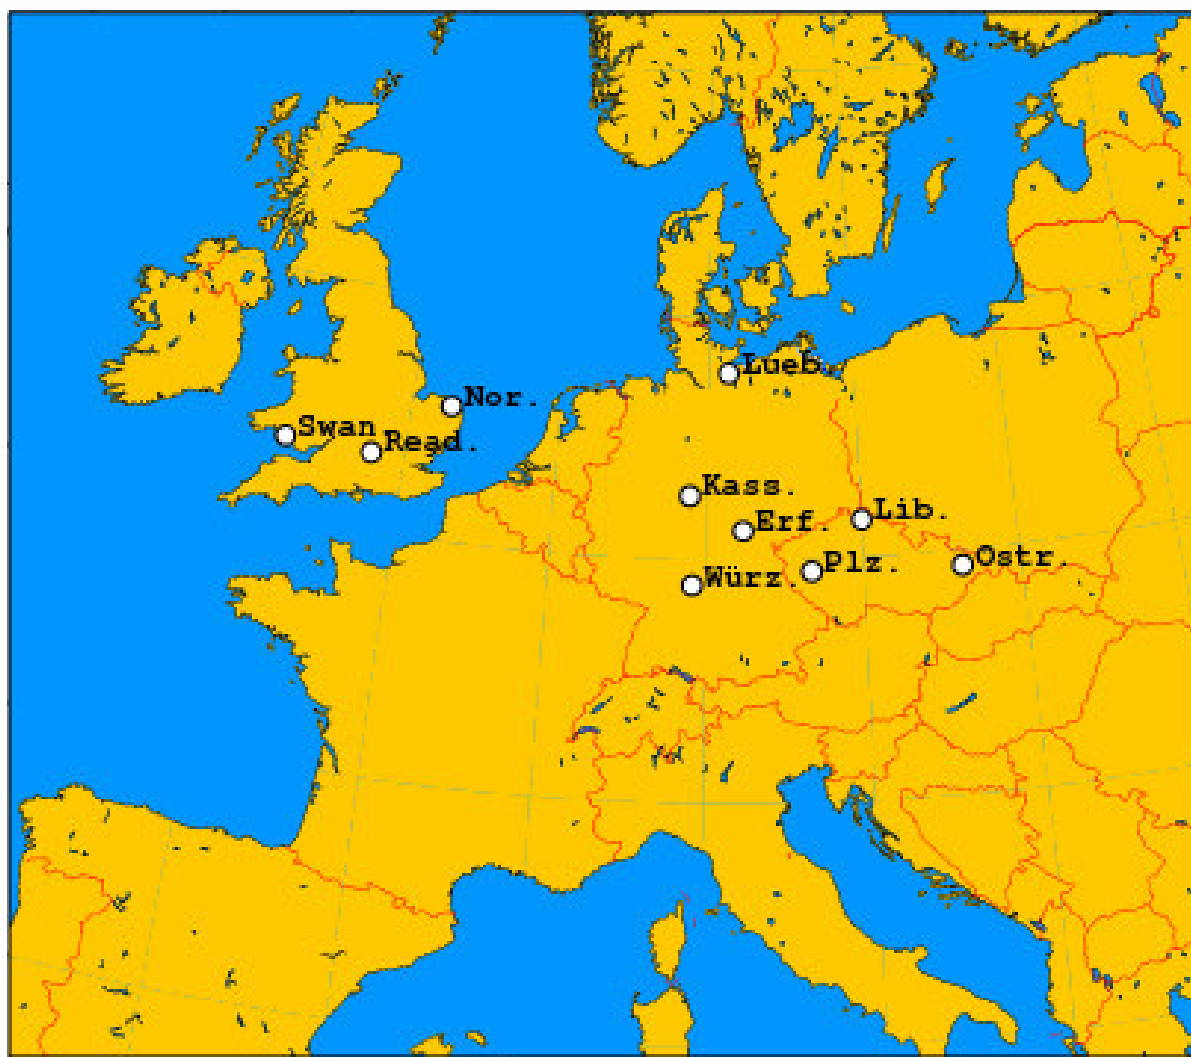 Lueb.
Nor.
Swan
Read.
Kass.
Lib.
Erf.
Ostr.
Plz.
Würz.